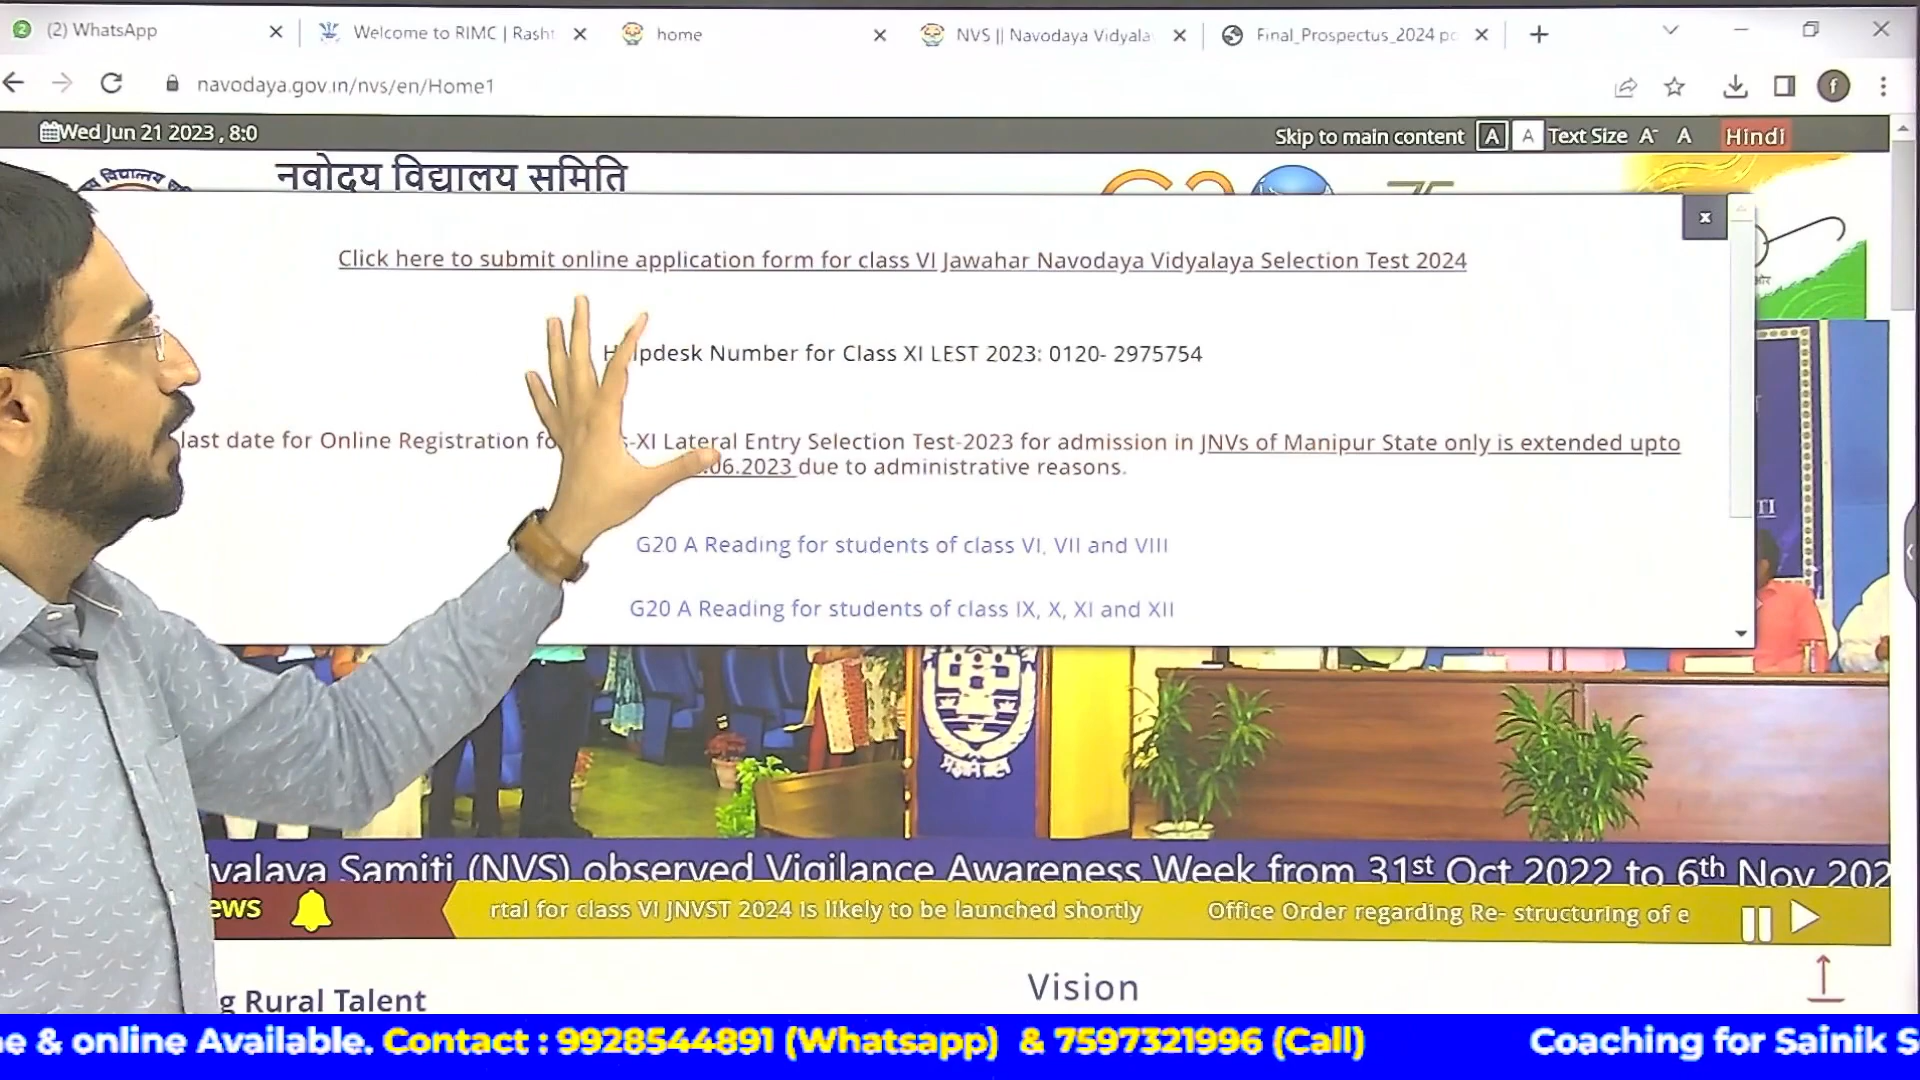 (2) WhatsApp
Welcome to RIMC | Rasht
home
NVS || Navodaya Vidyala
Final_Prospectus_2024 pd
navodaya.gov.in/nvs/en/Home1
f
Wed Jun 21 2023 , 8:0
Skip to main content A A Text Size A- A Hindi
नवोदय विद्यालय समिति
x
Click here to submit online application form for class VI Jawahar Navodaya Vidyalaya Selection Test 2024
Helpdesk Number for Class XI LEST 2023: 0120- 2975754
last date for Online Registration fo -XI Lateral Entry Selection Test-2023 for admission in JNVs of Manipur State only is extended upto
.06.2023 due to administrative reasons.
G20 A Reading for students of class VI, VII and VIII
G20 A Reading for students of class IX, X, XI and XII
valaya Samiti (NVS) observed Vigilance Awareness Week from 31st Oct 2022 to 6th Nov 202
ews
rtal for class VI JNVST 2024 is likely to be launched shortly
Office Order regarding Re- structuring of e
g Rural Talent
Vision
e & online Available. Contact : 9928544891 (Whatsapp) & 7597321996 (Call)
Coaching for Sainik S